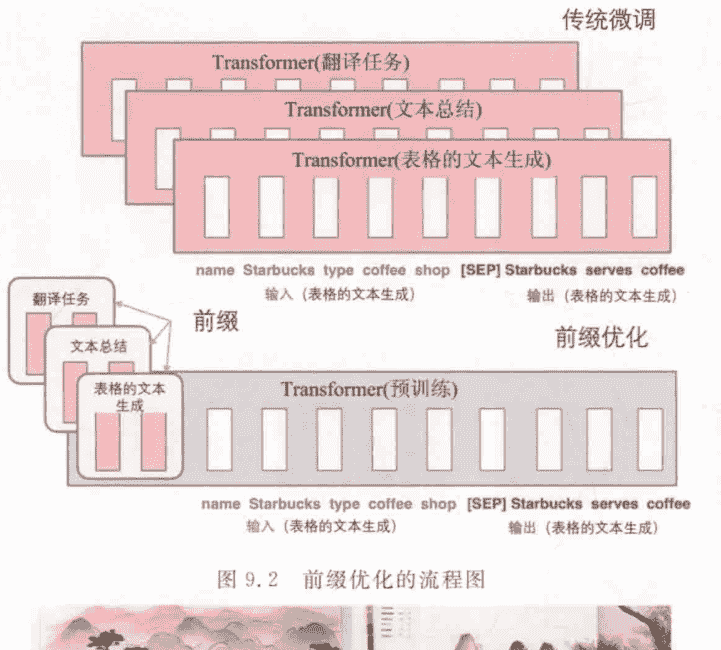 传统微调
Transformer(翻译任务)
Transformer(文本总结)
Transformer(表格的文本生成)
name Starbucks type coffee shop [SEP] Starbucks serves coffee
输入（表格的文本生成） 输出（表格的文本生成）
翻译任务
前缀
文本总结
前缀优化
表格的文本
生成
Transformer(预训练)
name Starbucks type coffee shop [SEP] Starbucks serves coffee
输入（表格的文本生成） 输出（表格的文本生成）
图 9.2 前缀优化的流程图